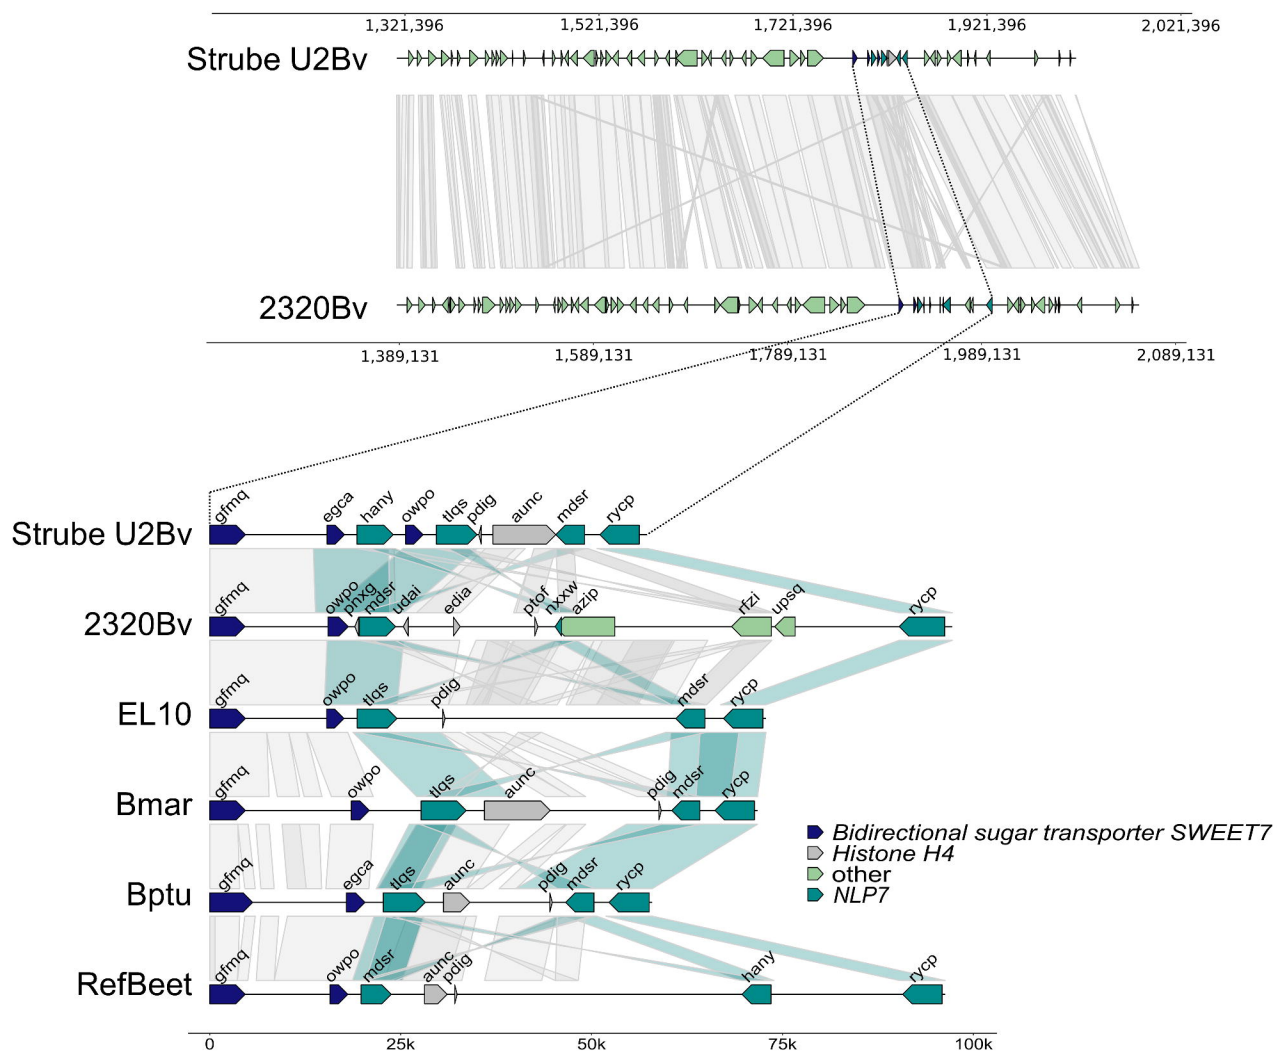 1,321,396 1,521,396 1,721,396 1,921,396 2,021,396
Strube U2Bv
2320Bv
1,389,131 1,589,131 1,789,131 1,989,131 2,089,131
gfmq egca hany owpo tlqs pdig aunc mdsr rycp
Strube U2Bv
gfmq owpo pnxg mdsr udai edia ptof nxxw azip rfzi upsq rycp
2320Bv
gfmq owpo tlqs pdig mdsr rycp
EL10
gfmq owpo tlqs aunc pdig mdsr rycp
Bmar
Bidirectional sugar transporter SWEET7
Histone H4
other
NLP7
gfmq egca tlqs aunc pdig mdsr rycp
Bptu
gfmq owpo mdsr aunc pdig hany rycp
RefBeet
0 25k 50k 75k 100k